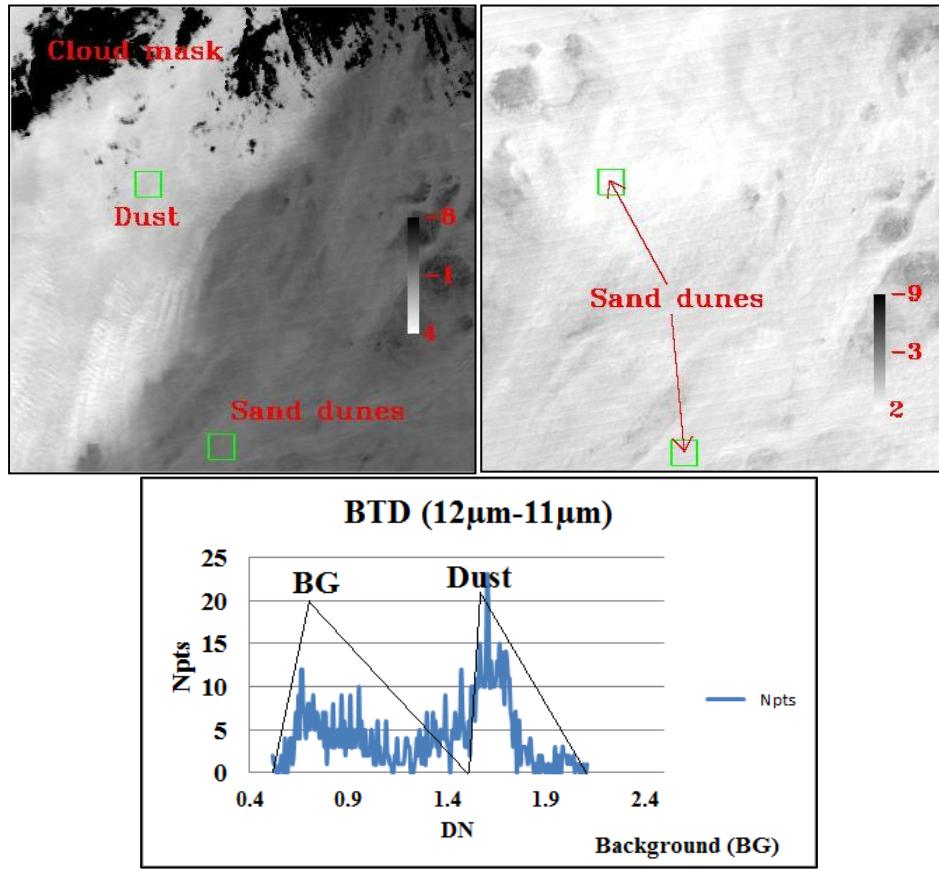 Cloud mask
Dust
-6
-1
4
Sand dunes
Sand dunes
-9
-3
2
BTD (12µm-11µm)
25
20
15
10
5
0
Npts
BG
Dust
Npts
0.4 0.9 1.4 1.9 2.4
DN
Background (BG)